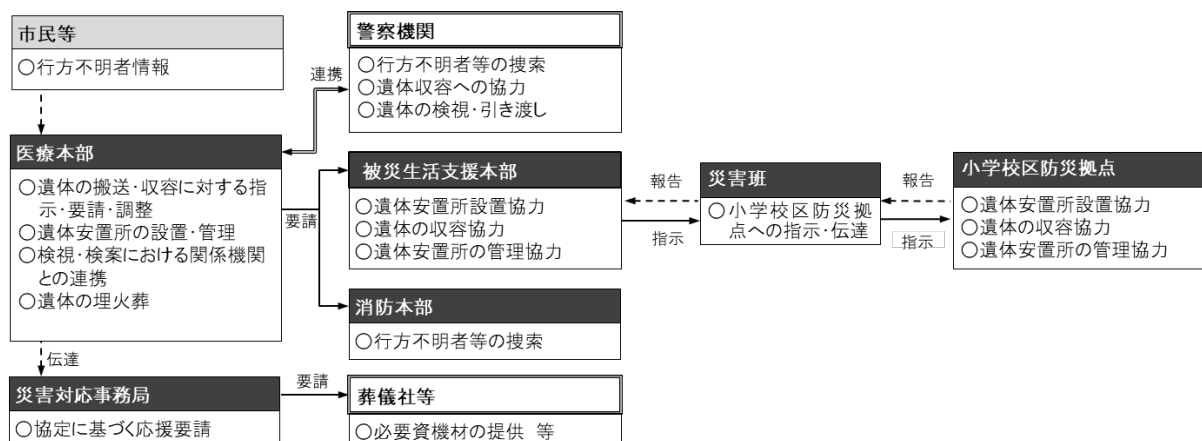 市民等
○行方不明者情報
警察機関
○行方不明者等の捜索
○遺体収容への協力
○遺体の検視･引き渡し
連携
医療本部
○遺体の搬送･収容に対する指
示･要請･調整
○遺体安置所の設置･管理
○検視･検案における関係機関
との連携
○遺体の埋火葬
要請
被災生活支援本部
○遺体安置所設置協力
○遺体の収容協力
○遺体安置所の管理協力
報告
指示
災害班
○小学校区防災拠
点への指示･伝達
報告
指示
小学校区防災拠点
○遺体安置所設置協力
○遺体の収容協力
○遺体安置所の管理協力
消防本部
○行方不明者等の捜索
伝達
災害対応事務局
○協定に基づく応援要請
要請
葬儀社等
○必要資機材の提供 等